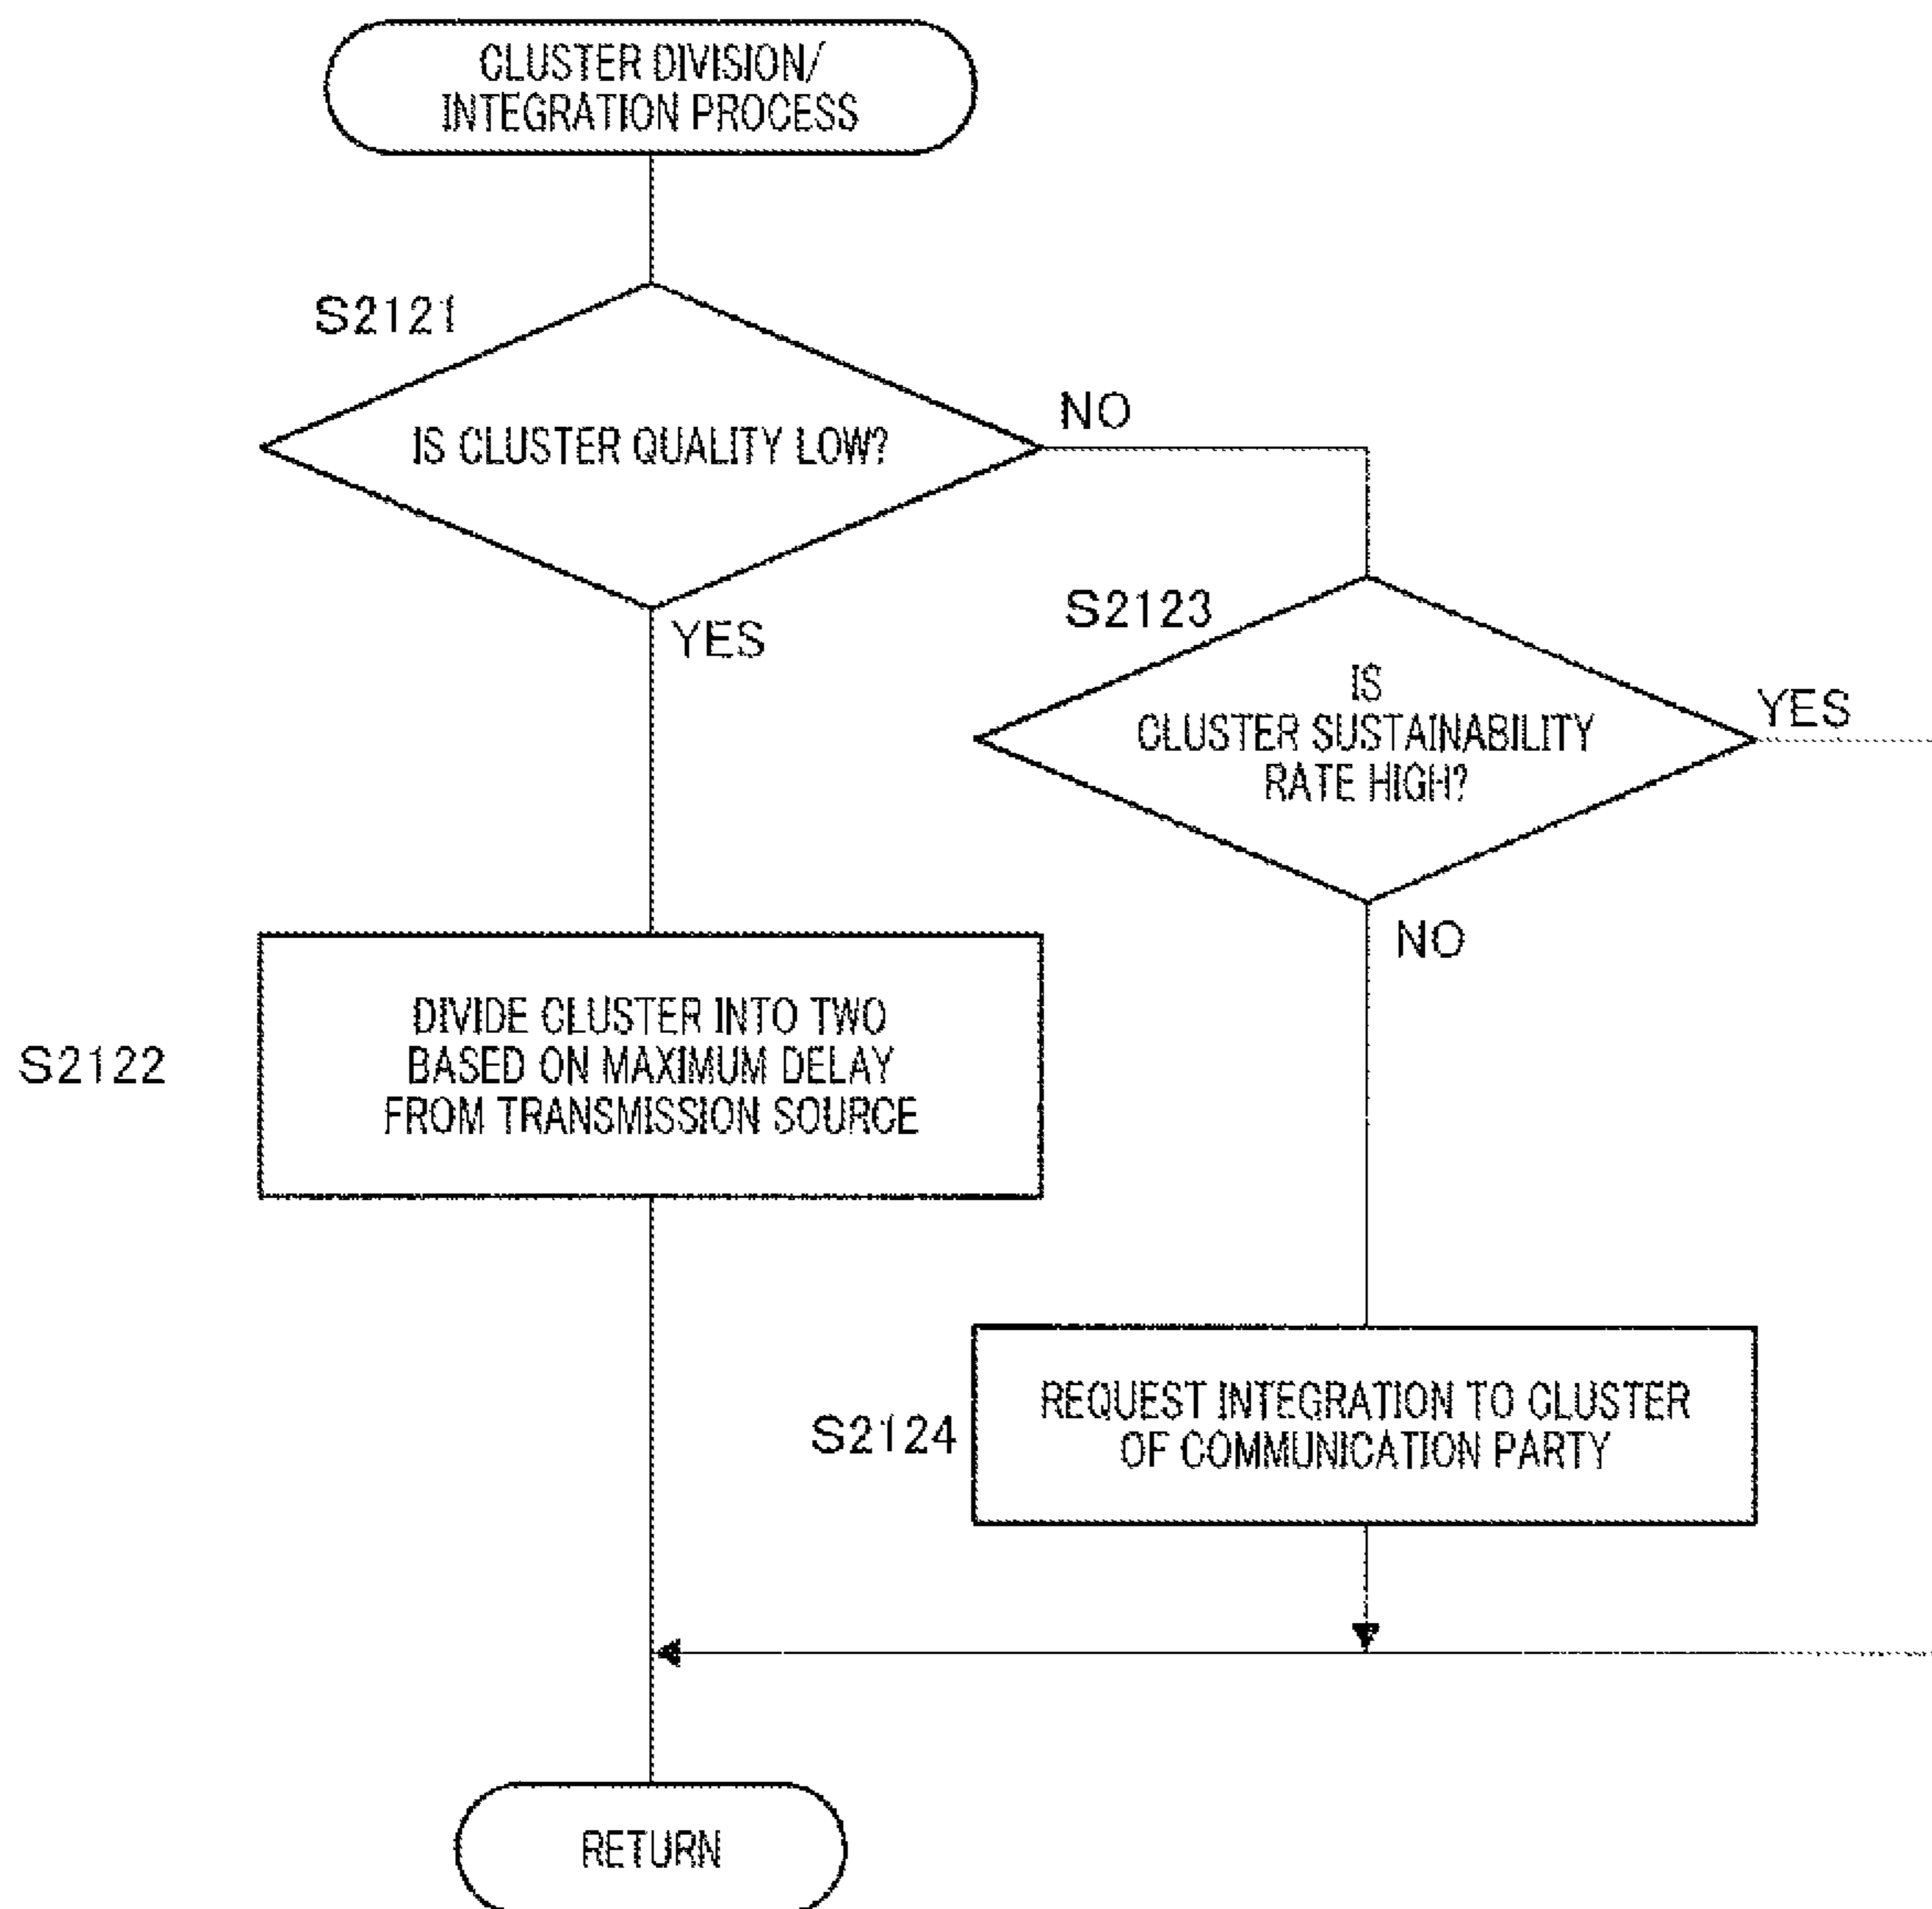 CLUSTER DIVISION/
INTEGRATION PROCESS
S2121
IS CLUSTER QUALITY LOW?
NO
YES
S2123
IS
CLUSTER SUSTAINABILITY
RATE HIGH?
YES
NO
S2122
DIVIDE CLUSTER INTO TWO
BASED ON MAXIMUM DELAY
FROM TRANSMISSION SOURCE
S2124
REQUEST INTEGRATION TO CLUSTER
OF COMMUNICATION PARTY
RETURN